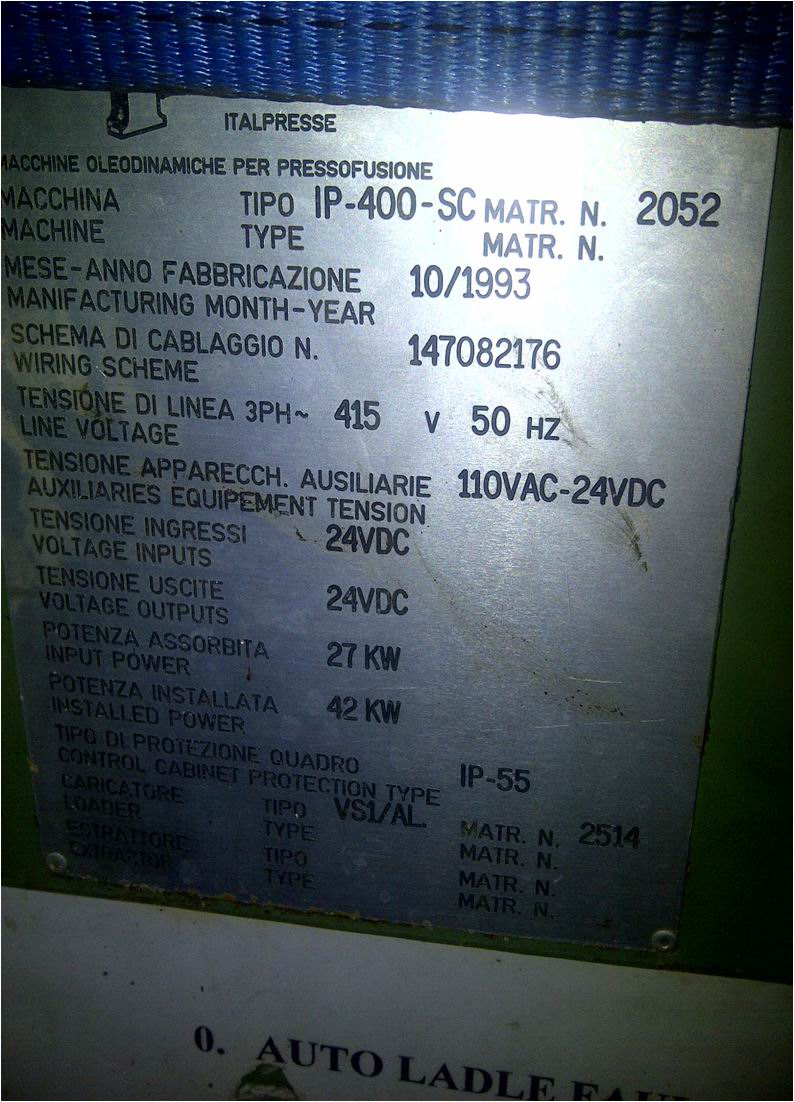 ITALPRESSE
MACCHINE OLEODINAMICHE PER PRESSOFUSIONE
MACCHINA TIPO IP-400-SC MATR. N. 2052
MACHINE TYPE MATR. N.
MESE-ANNO FABBRICAZIONE 10/1993
MANIFACTURING MONTH-YEAR
SCHEMA DI CABLAGGIO N. 147082176
WIRING SCHEME
TENSIONE DI LINEA 3PH~ 415 V 50 HZ
LINE VOLTAGE
TENSIONE APPARECCH. AUSILIARIE 110VAC-24VDC
AUXILIARIES EQUIPEMENT TENSION
TENSIONE INGRESSI 24VDC
VOLTAGE INPUTS
TENSIONE USCITE 24VDC
VOLTAGE OUTPUTS
POTENZA ASSORBITA 27 KW
INPUT POWER
POTENZA INSTALLATA 42 KW
INSTALLED POWER
TIPO DI PROTEZIONE QUADRO IP-55
CONTROL CABINET PROTECTION TYPE
CARICATORE TIPO VS1/AL. MATR. N. 2514
LOADER TYPE MATR. N.
ESTRATTORE TIPO MATR. N.
EXTRACTOR TYPE MATR. N.
0. AUTO LADLE